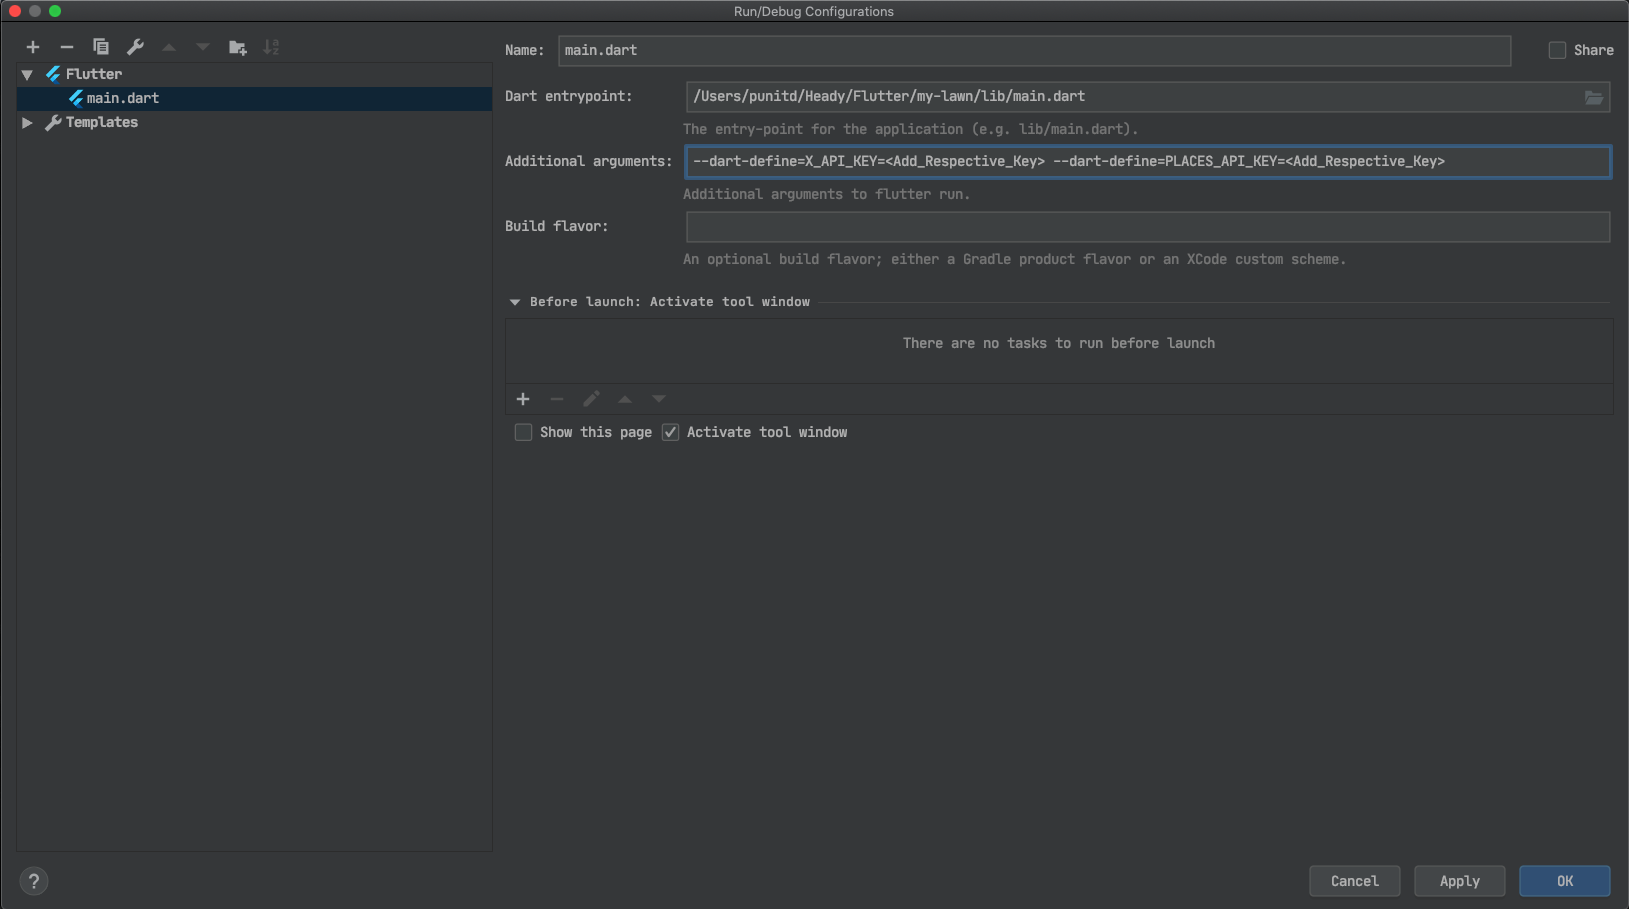 Run/Debug Configurations
Flutter
main.dart
Templates
Name: main.dart Share
Dart entrypoint: /Users/punitd/Heady/Flutter/my-lawn/lib/main.dart
The entry-point for the application (e.g. lib/main.dart).
Additional arguments: --dart-define=X_API_KEY=<Add_Respective_Key> --dart-define=PLACES_API_KEY=<Add_Respective_Key>
Additional arguments to flutter run.
Build flavor:
An optional build flavor; either a Gradle product flavor or an XCode custom scheme.
Before launch: Activate tool window
There are no tasks to run before launch
Show this page Activate tool window
? Cancel Apply OK